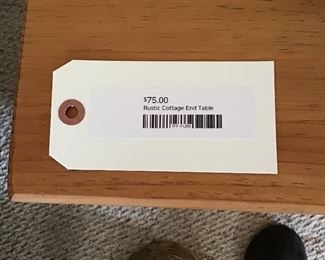 $75.00
Rustic Cottage End Table